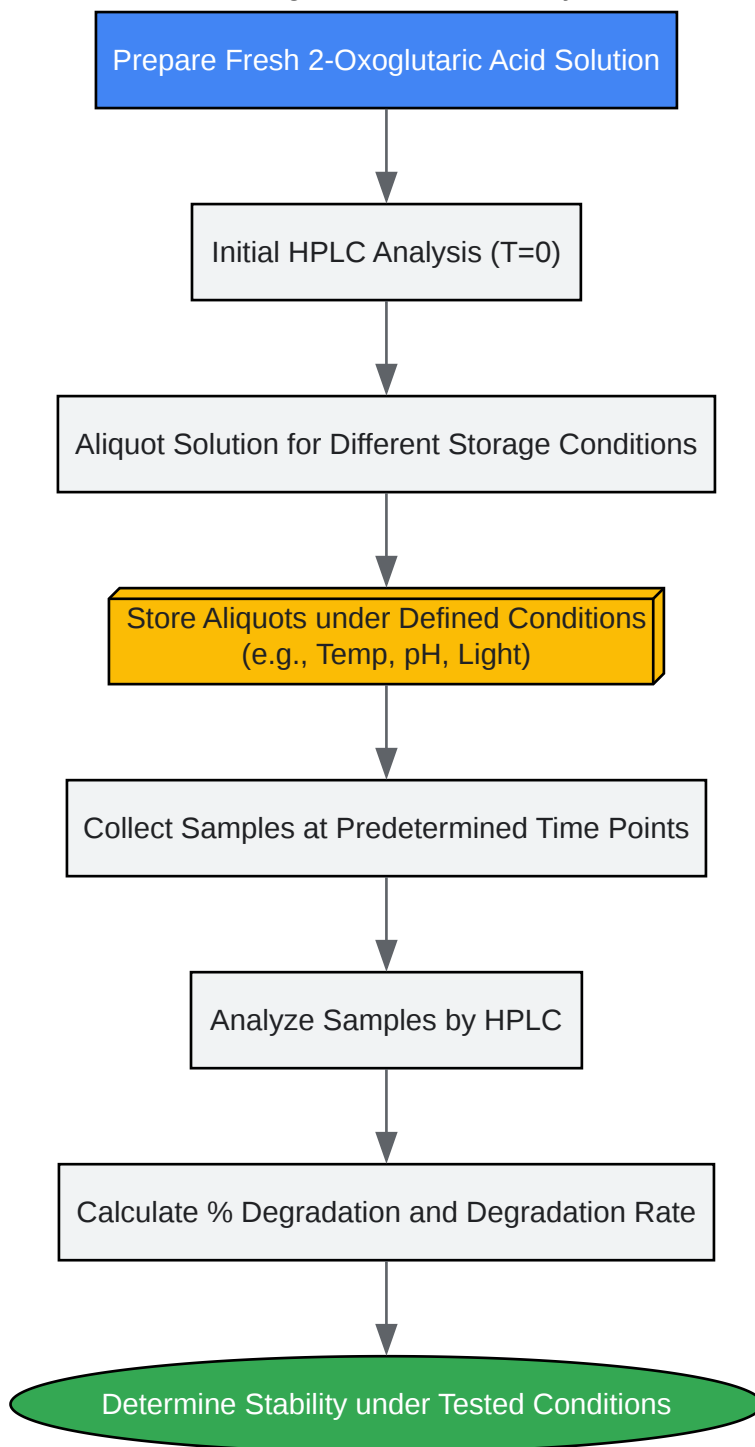 Prepare Fresh 2-Oxoglutaric Acid Solution
Initial HPLC Analysis (T=0)
Aliquot Solution for Different Storage Conditions
Store Aliquots under Defined Conditions
(e.g., Temp, pH, Light)
Collect Samples at Predetermined Time Points
Analyze Samples by HPLC
Calculate % Degradation and Degradation Rate
Determine Stability under Tested Conditions